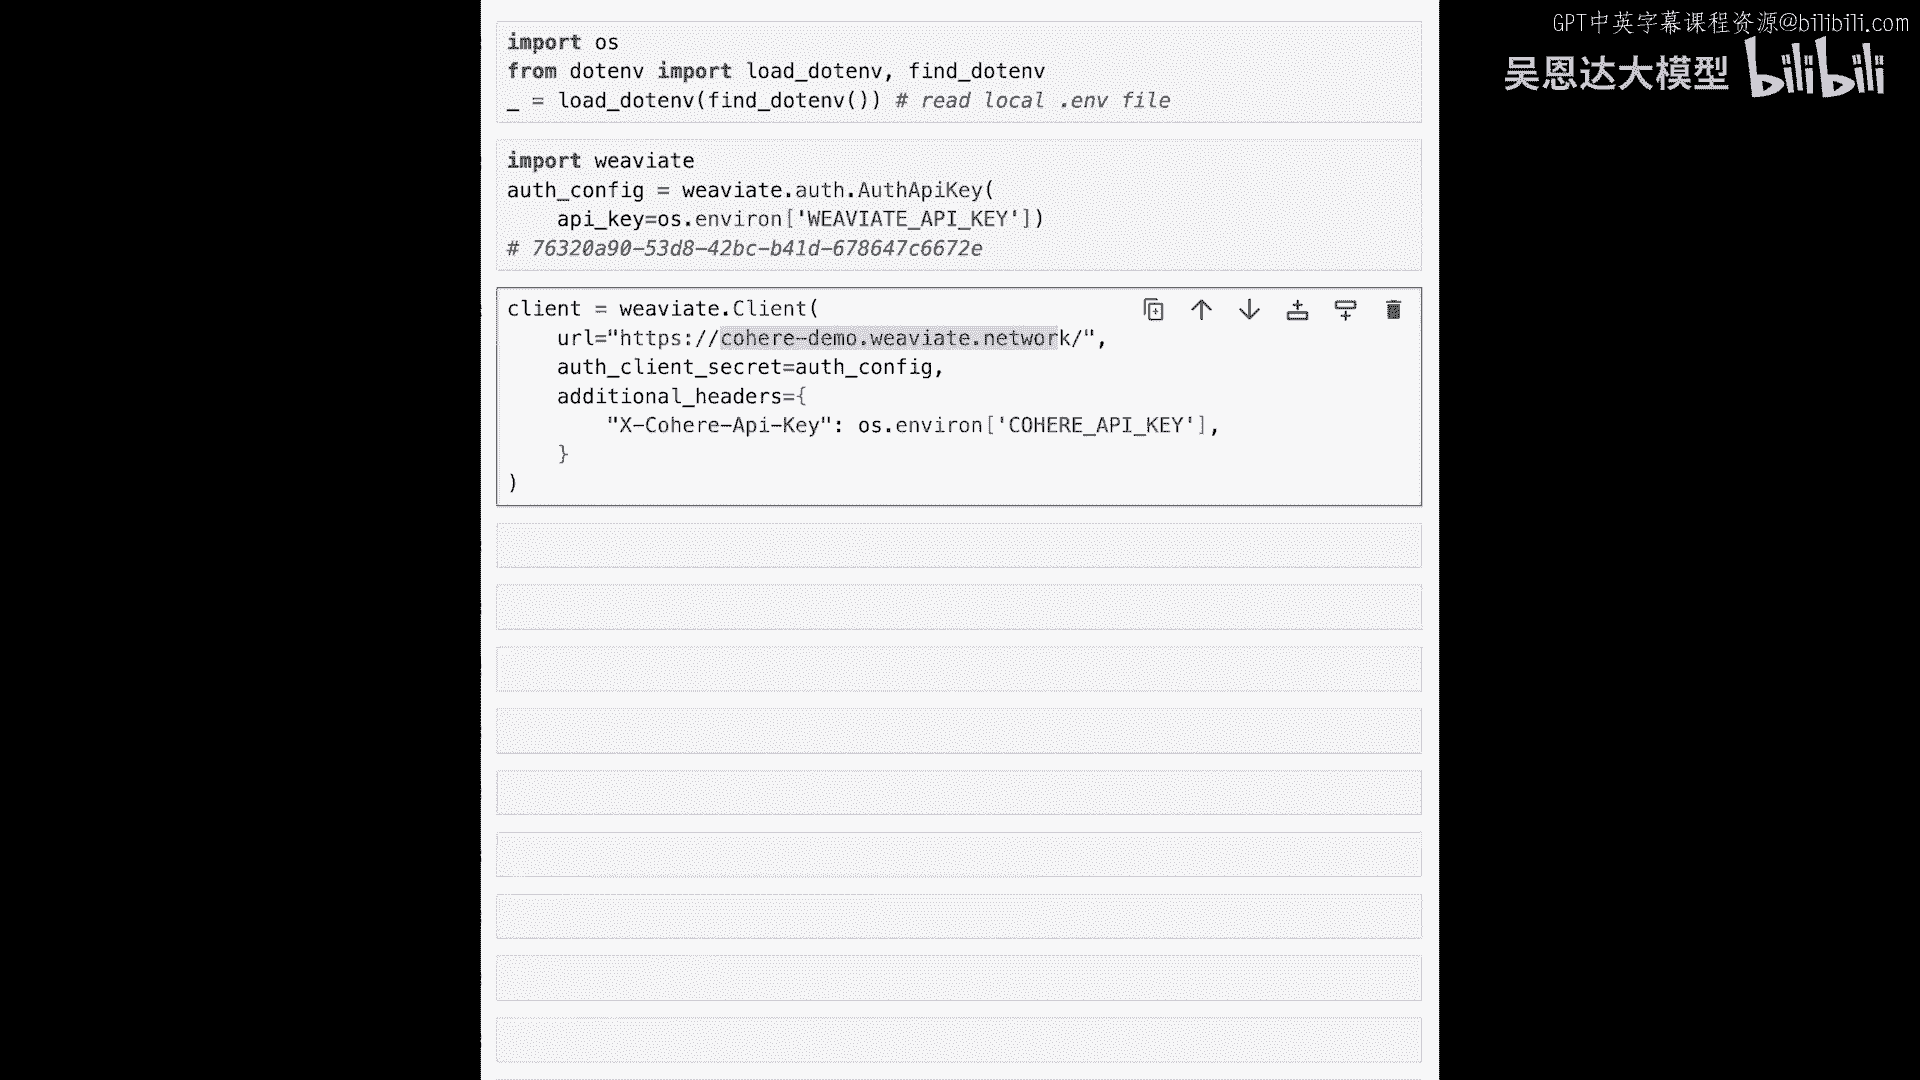 GPT中英字幕课程资源@bilibili.com
吴恩达大模型 bilibili
import os
from dotenv import load_dotenv, find_dotenv
_ = load_dotenv(find_dotenv()) # read local .env file
import weaviate
auth_config = weaviate.auth.AuthApiKey(
    api_key=os.environ['WEAVIATE_API_KEY'])
# 76320a90-53d8-42bc-b41d-678647c6672e
client = weaviate.Client(
    url="https://cohere-demo.weaviate.network/",
    auth_client_secret=auth_config,
    additional_headers={
        "X-Cohere-Api-Key": os.environ['COHERE_API_KEY'],
    }
)